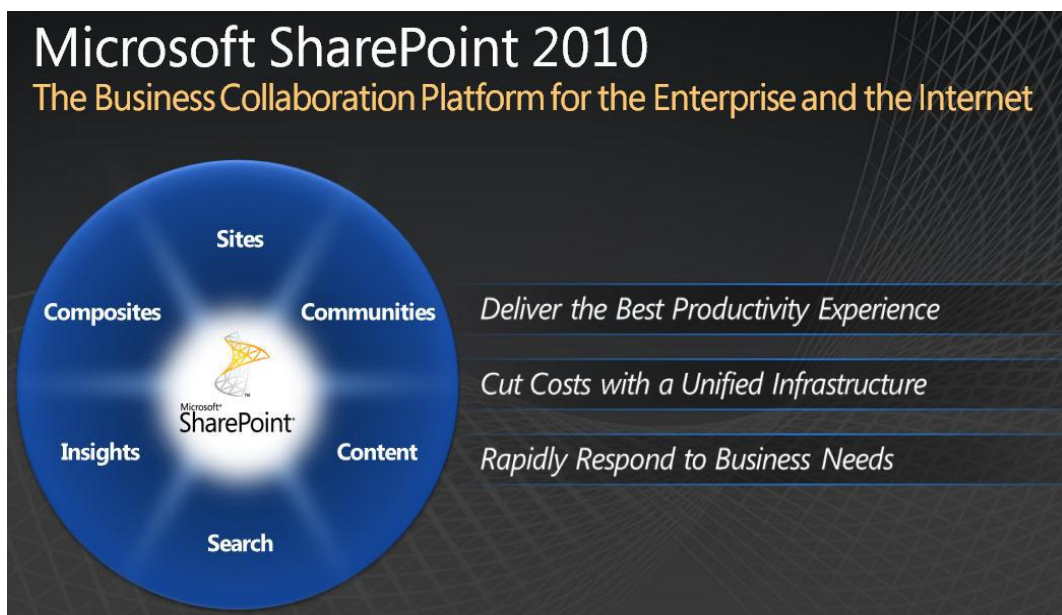 Microsoft SharePoint 2010
The Business Collaboration Platform for the Enterprise and the Internet
Sites
Composites
Communities
Microsoft®
SharePoint®
Insights
Content
Search
Deliver the Best Productivity Experience
Cut Costs with a Unified Infrastructure
Rapidly Respond to Business Needs